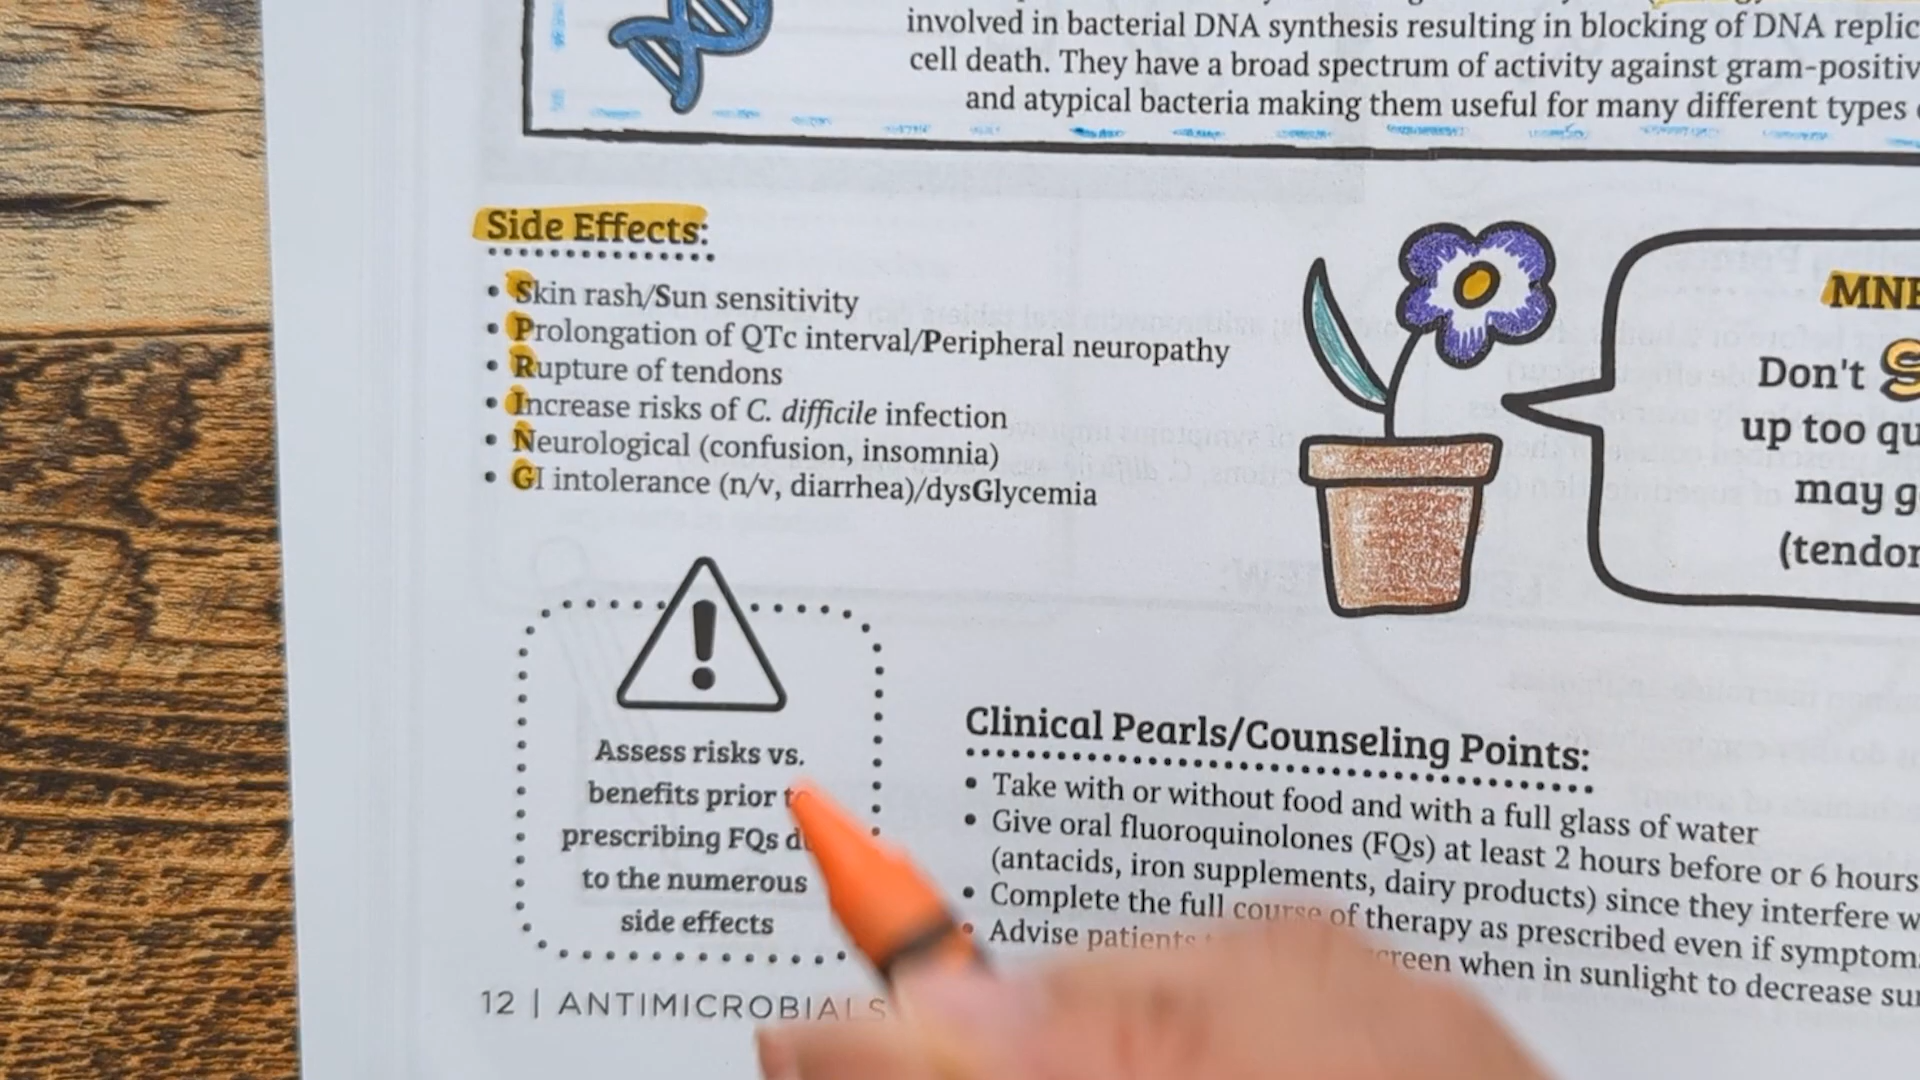 involved in bacterial DNA synthesis resulting in blocking of DNA replic
cell death. They have a broad spectrum of activity against gram-positiv
and atypical bacteria making them useful for many different types
Side Effects:
• Skin rash/Sun sensitivity
• Prolongation of QTc interval/Peripheral neuropathy
• Rupture of tendons
• Increase risks of C. difficile infection
• Neurological (confusion, insomnia)
• GI intolerance (n/v, diarrhea)/dysGlycemia
MNE
Don't S
up too qu
may g
(tendon
!
Assess risks vs.
benefits prior to
prescribing FQs d
to the numerous
side effects
Clinical Pearls/Counseling Points:
• Take with or without food and with a full glass of water
• Give oral fluoroquinolones (FQs) at least 2 hours before or 6 hours
(antacids, iron supplements, dairy products) since they interfere w
• Complete the full course of therapy as prescribed even if symptom
• Advise patients creen when in sunlight to decrease su
12 | ANTIMICROBIALS